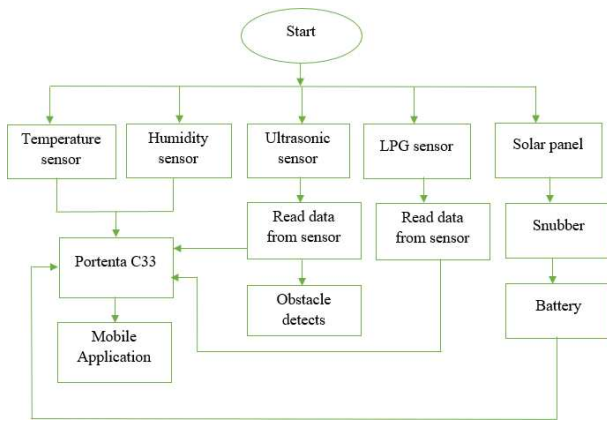 Start
Temperature
sensor
Humidity
sensor
Ultrasonic
sensor
LPG sensor
Solar panel
Read data
from sensor
Read data
from sensor
Snubber
Portenta C33
Obstacle
detects
Battery
Mobile
Application